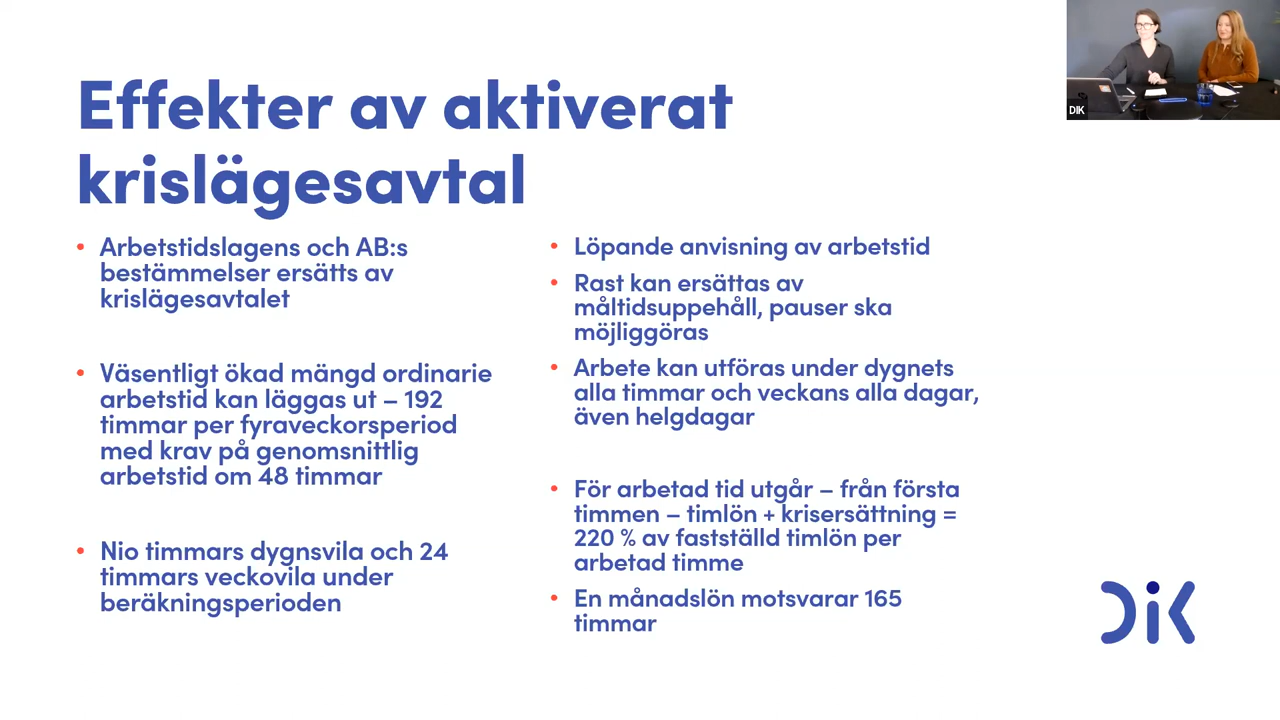 Effekter av aktiverat
krislägesavtal
• Arbetstidslagens och AB:s
bestämmelser ersätts av
krislägesavtalet
• Väsentligt ökad mängd ordinarie
arbetstid kan läggas ut – 192
timmar per fyraveckorsperiod
med krav på genomsnittlig
arbetstid om 48 timmar
• Nio timmars dygnsvila och 24
timmars veckovila under
beräkningsperioden
• Löpande anvisning av arbetstid
• Rast kan ersättas av
måltidsuppehåll, pauser ska
möjliggöras
• Arbete kan utföras under dygnets
alla timmar och veckans alla dagar,
även helgdagar
• För arbetad tid utgår – från första
timmen – timlön + krisersättning =
220 % av fastställd timlön per
arbetad timme
• En månadslön motsvarar 165
timmar
DIK
DiK